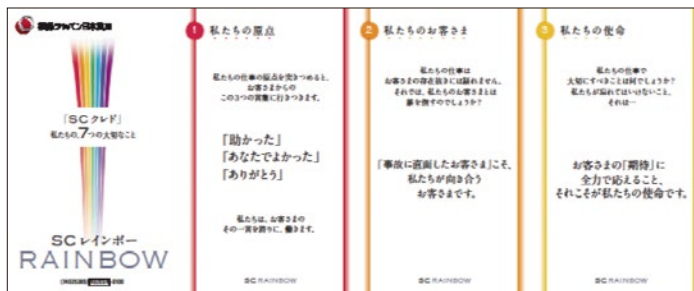 損保ジャパン日本興亜
「SCクレド」
私たちの、7つの大切なこと
SCレインボー
RAINBOW
1 私たちの原点
私たちの仕事の原点を突きつめると、
お客さまからの
この3つの言葉に行きつきます。
「助かった」
「あなたでよかった」
「ありがとう」
私たちは、お客さまの
その一言を誇りに、働きます。
SC RAINBOW
2 私たちのお客さま
私たちの仕事は
お客さまの存在抜きには語れません。
それでは、私たちのお客さまとは
誰を指すのでしょうか？
「事故に直面したお客さま」こそ、
私たちが向き合う
お客さまです。
SC RAINBOW
3 私たちの使命
私たちの仕事で
大切にすべきことは何でしょうか？
私たちが忘れてはいけないこと、
それは…
お客さまの「期待」に
全力で応えること、
それこそが私たちの使命です。
SC RAINBOW